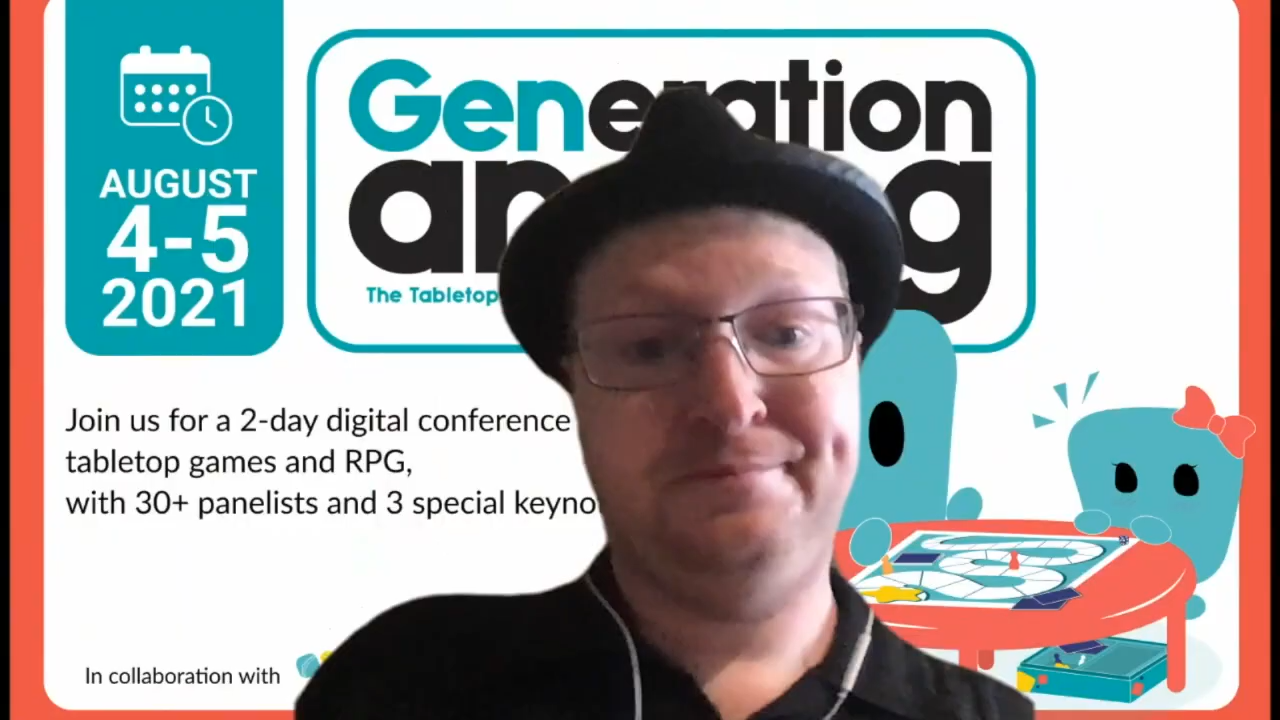 AUGUST
4-5
2021
Generation
The Tabletop
Join us for a 2-day digital conference
tabletop games and RPG,
with 30+ panelists and 3 special
In collaboration with